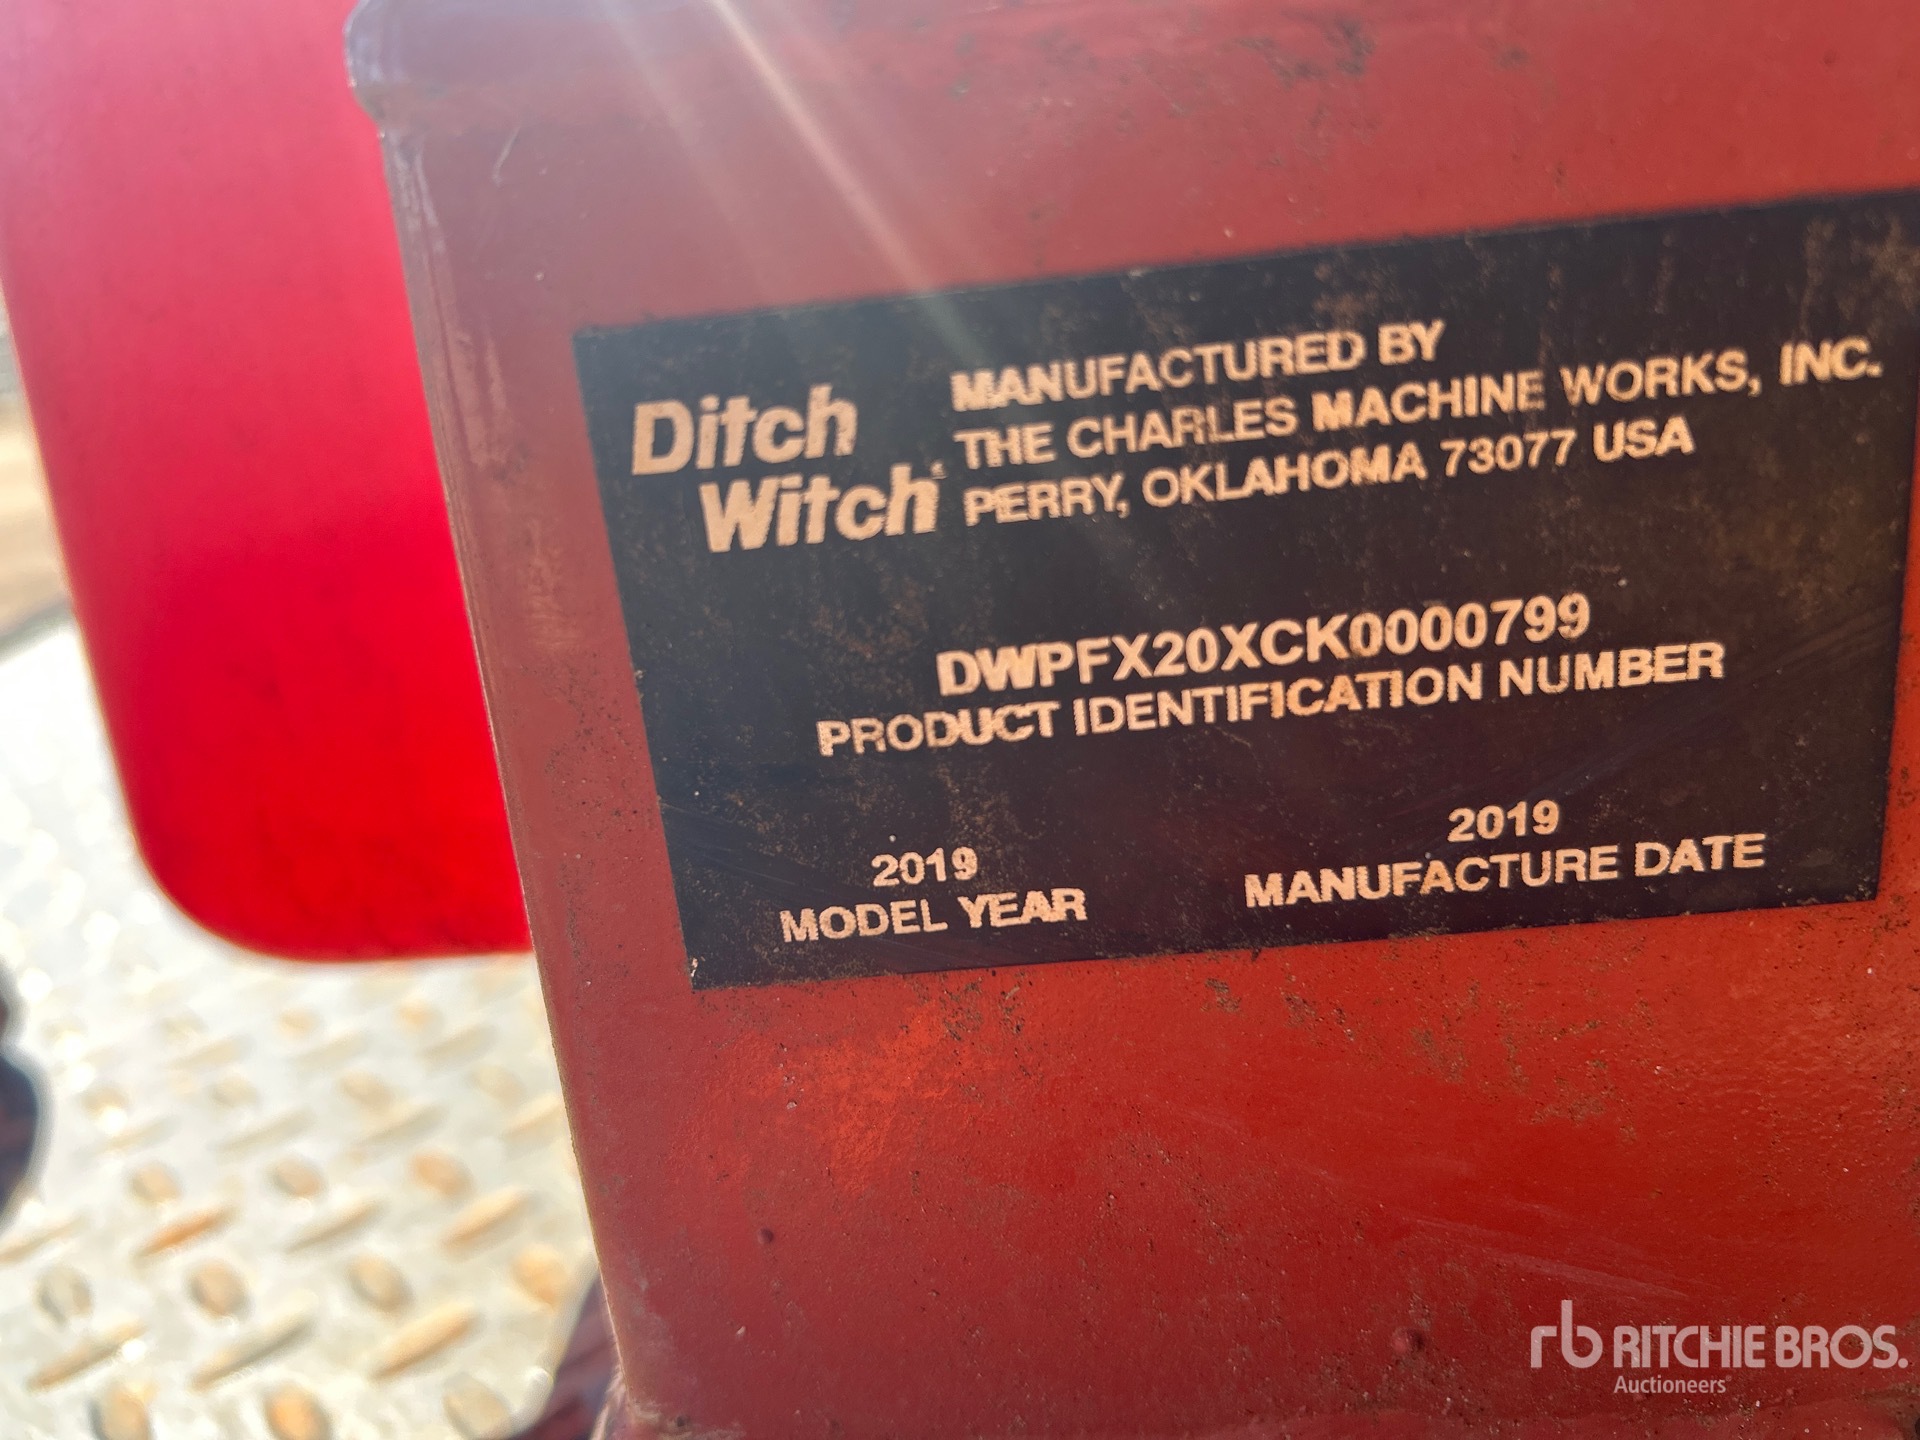 Ditch
Witch
MANUFACTURED BY
THE CHARLES MACHINE WORKS, INC.
PERRY, OKLAHOMA 73077 USA
DWPFX20XCK0000799
PRODUCT IDENTIFICATION NUMBER
2019
MODEL YEAR
2019
MANUFACTURE DATE
rb RITCHIE BROS.
Auctioneers